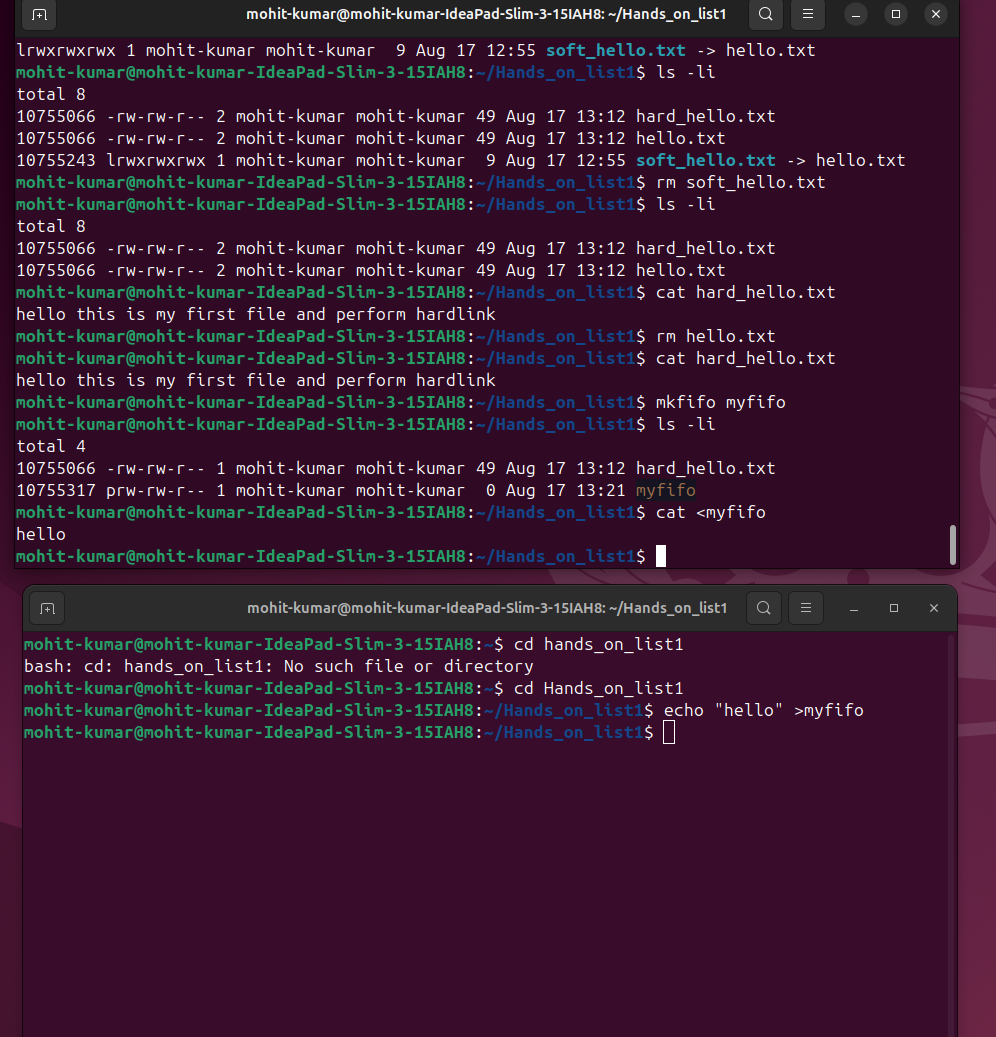 mohit-kumar@mohit-kumar-IdeaPad-Slim-3-15IAH8: ~/Hands_on_list1
lrwxrwxrwx 1 mohit-kumar mohit-kumar  9 Aug 17 12:55 soft_hello.txt -> hello.txt
mohit-kumar@mohit-kumar-IdeaPad-Slim-3-15IAH8:~/Hands_on_list1$ ls -li
total 8
10755066 -rw-rw-r-- 2 mohit-kumar mohit-kumar 49 Aug 17 13:12 hard_hello.txt
10755066 -rw-rw-r-- 2 mohit-kumar mohit-kumar 49 Aug 17 13:12 hello.txt
10755243 lrwxrwxrwx 1 mohit-kumar mohit-kumar  9 Aug 17 12:55 soft_hello.txt -> hello.txt
mohit-kumar@mohit-kumar-IdeaPad-Slim-3-15IAH8:~/Hands_on_list1$ rm soft_hello.txt
mohit-kumar@mohit-kumar-IdeaPad-Slim-3-15IAH8:~/Hands_on_list1$ ls -li
total 8
10755066 -rw-rw-r-- 2 mohit-kumar mohit-kumar 49 Aug 17 13:12 hard_hello.txt
10755066 -rw-rw-r-- 2 mohit-kumar mohit-kumar 49 Aug 17 13:12 hello.txt
mohit-kumar@mohit-kumar-IdeaPad-Slim-3-15IAH8:~/Hands_on_list1$ cat hard_hello.txt
hello this is my first file and perform hardlink
mohit-kumar@mohit-kumar-IdeaPad-Slim-3-15IAH8:~/Hands_on_list1$ rm hello.txt
mohit-kumar@mohit-kumar-IdeaPad-Slim-3-15IAH8:~/Hands_on_list1$ cat hard_hello.txt
hello this is my first file and perform hardlink
mohit-kumar@mohit-kumar-IdeaPad-Slim-3-15IAH8:~/Hands_on_list1$ mkfifo myfifo
mohit-kumar@mohit-kumar-IdeaPad-Slim-3-15IAH8:~/Hands_on_list1$ ls -li
total 4
10755066 -rw-rw-r-- 1 mohit-kumar mohit-kumar 49 Aug 17 13:12 hard_hello.txt
10755317 prw-rw-r-- 1 mohit-kumar mohit-kumar  0 Aug 17 13:21 myfifo
mohit-kumar@mohit-kumar-IdeaPad-Slim-3-15IAH8:~/Hands_on_list1$ cat <myfifo
hello
mohit-kumar@mohit-kumar-IdeaPad-Slim-3-15IAH8:~/Hands_on_list1$
mohit-kumar@mohit-kumar-IdeaPad-Slim-3-15IAH8: ~/Hands_on_list1
mohit-kumar@mohit-kumar-IdeaPad-Slim-3-15IAH8:~$ cd hands_on_list1
bash: cd: hands_on_list1: No such file or directory
mohit-kumar@mohit-kumar-IdeaPad-Slim-3-15IAH8:~$ cd Hands_on_list1
mohit-kumar@mohit-kumar-IdeaPad-Slim-3-15IAH8:~/Hands_on_list1$ echo "hello" >myfifo
mohit-kumar@mohit-kumar-IdeaPad-Slim-3-15IAH8:~/Hands_on_list1$